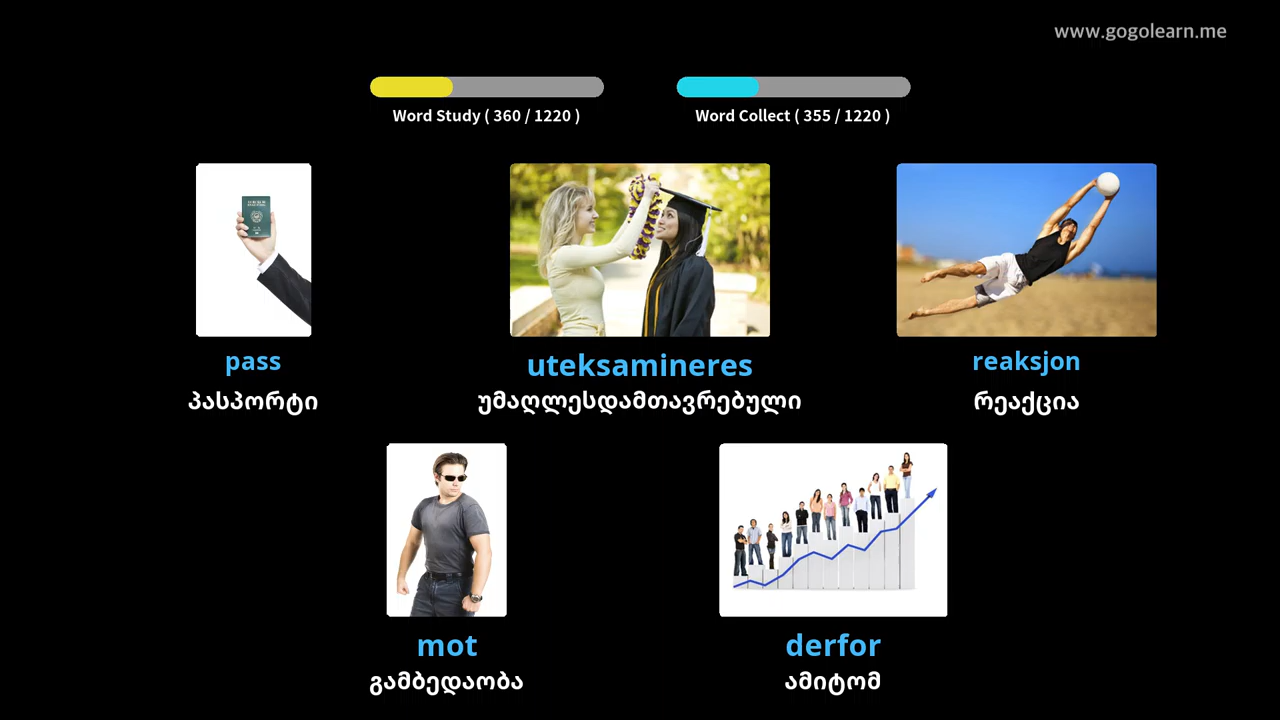 www.gogolearn.me
Word Study ( 360 / 1220 )
Word Collect ( 355 / 1220 )
pass
uteksamineres
reaksjon
პასპორტი
უმაღლესდამთავრებული
რეაქცია
mot
derfor
გამბედაობა
ამიტომ